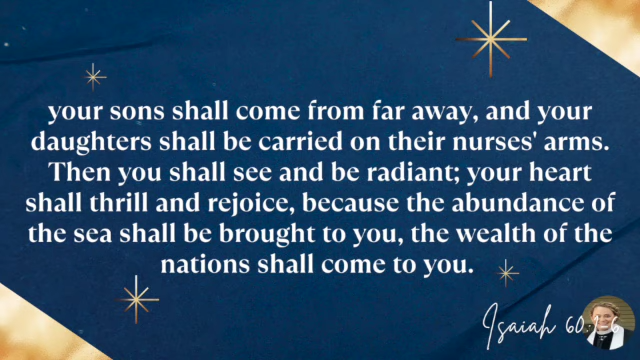 your sons shall come from far away, and your
daughters shall be carried on their nurses' arms.
Then you shall see and be radiant; your heart
shall thrill and rejoice, because the abundance of
the sea shall be brought to you, the wealth of the
nations shall come to you.
Isaiah 60